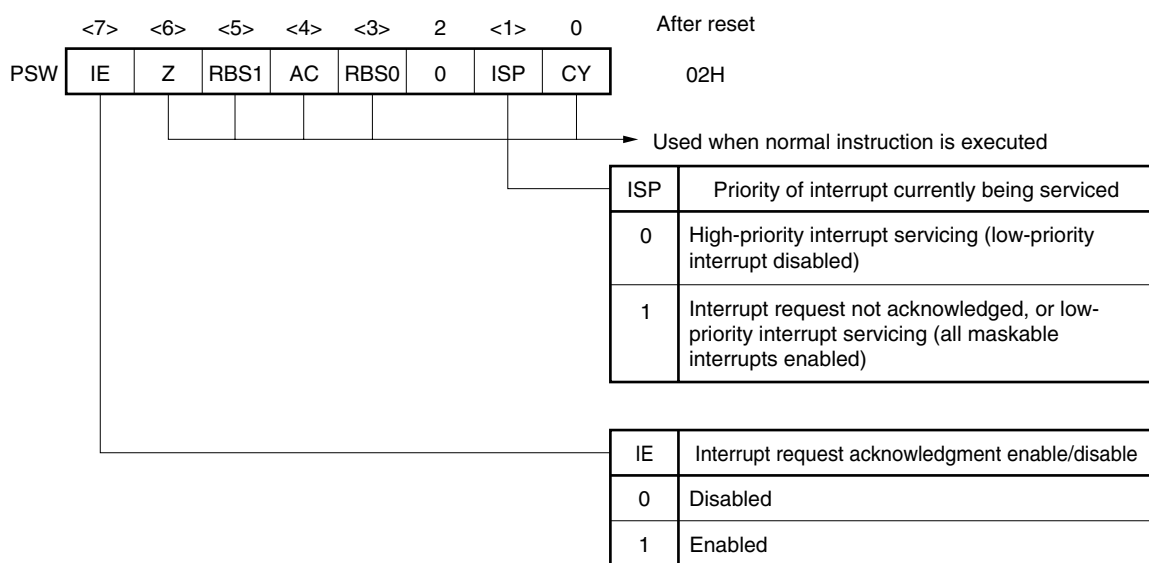 <7> <6> <5> <4> <3> 2 <1> 0 After reset
PSW IE Z RBS1 AC RBS0 0 ISP CY 02H
Used when normal instruction is executed
ISP Priority of interrupt currently being serviced
0 High-priority interrupt servicing (low-priority
interrupt disabled)
1 Interrupt request not acknowledged, or low-
priority interrupt servicing (all maskable
interrupts enabled)
IE Interrupt request acknowledgment enable/disable
0 Disabled
1 Enabled